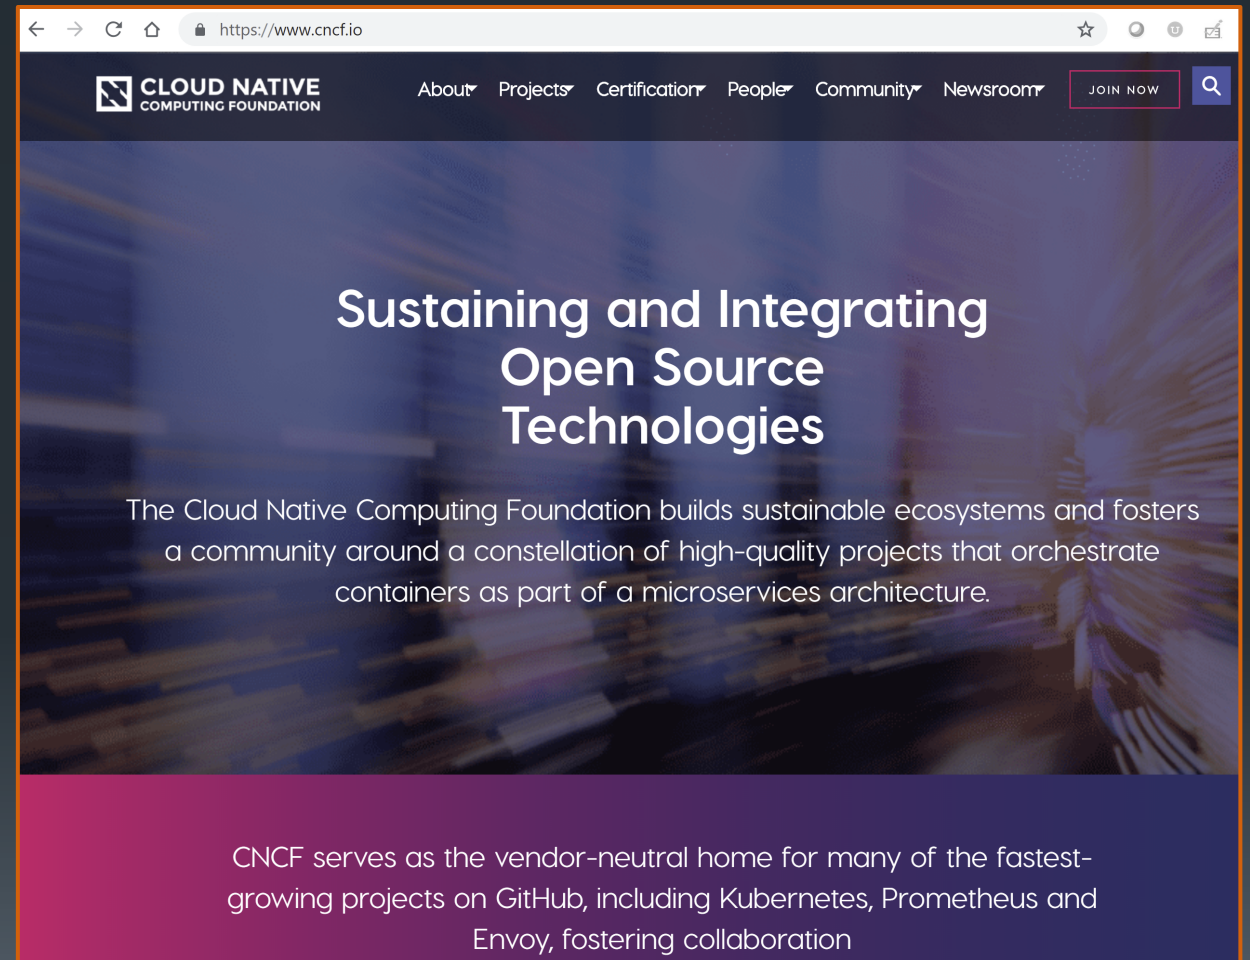 https://www.cncf.io
CLOUD NATIVE
COMPUTING FOUNDATION
About
Projects
Certification
People
Community
Newsroom
JOIN NOW
Sustaining and Integrating
Open Source
Technologies
The Cloud Native Computing Foundation builds sustainable ecosystems and fosters
a community around a constellation of high-quality projects that orchestrate
containers as part of a microservices architecture.
CNCF serves as the vendor-neutral home for many of the fastest-
growing projects on GitHub, including Kubernetes, Prometheus and
Envoy, fostering collaboration